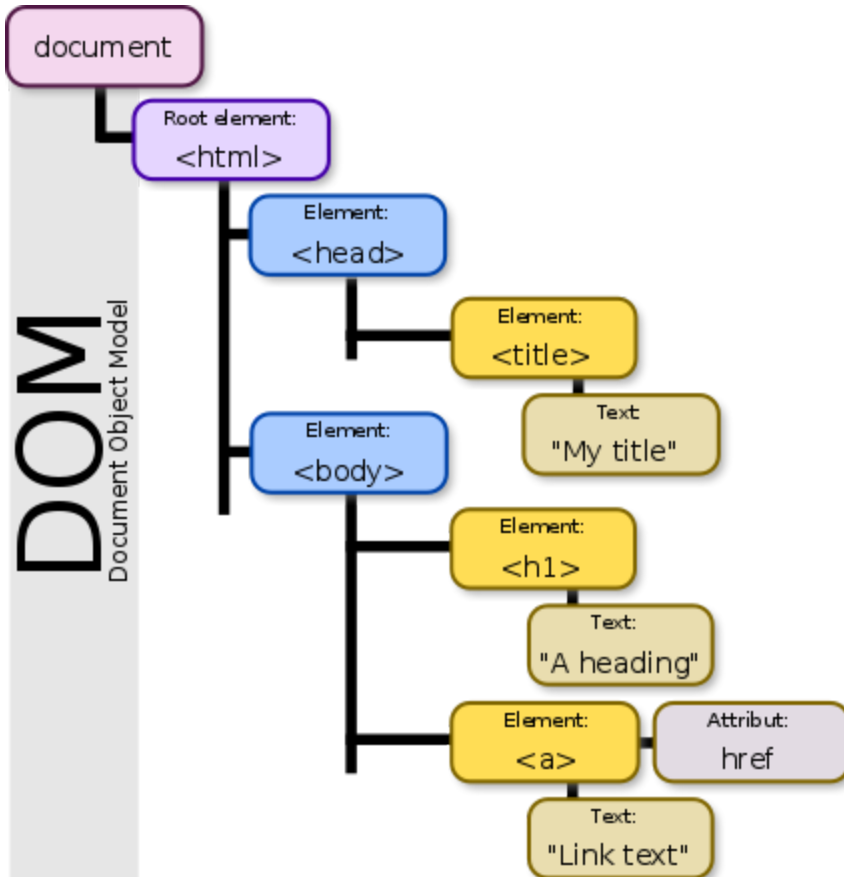 document
Root element:
<html>
Element:
<head>
Element:
<title>
Text
"My title"
Element:
<body>
Element:
<h1>
Text:
"A heading"
Element:
<a>
Attribut:
href
Text:
"Link text"
DOM
Document Object Model